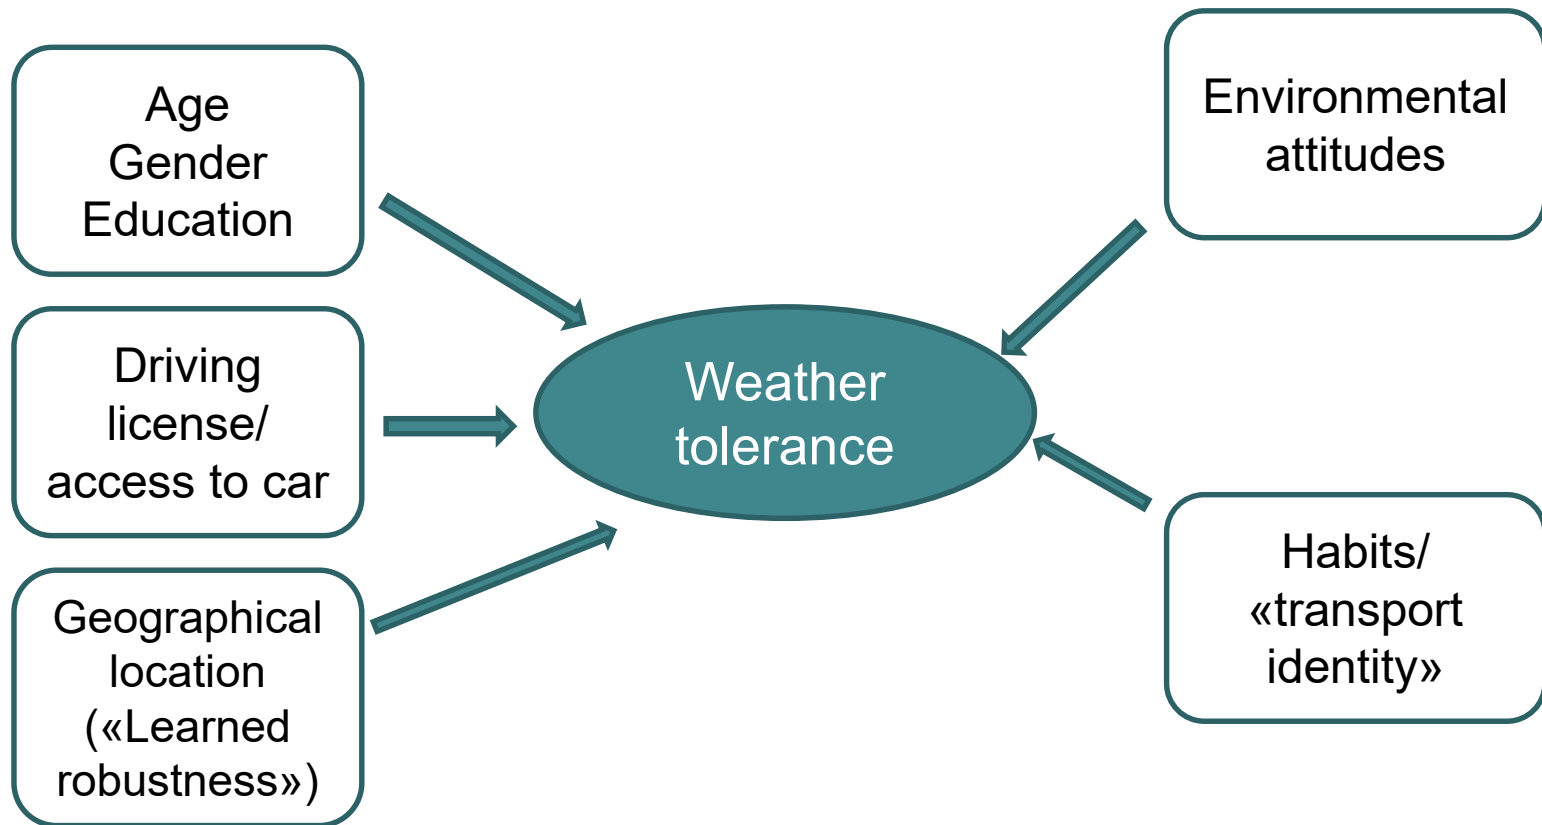 Age
Gender
Education
Driving
license/
access to car
Geographical
location
(«Learned
robustness»)
Weather
tolerance
Environmental
attitudes
Habits/
«transport
identity»